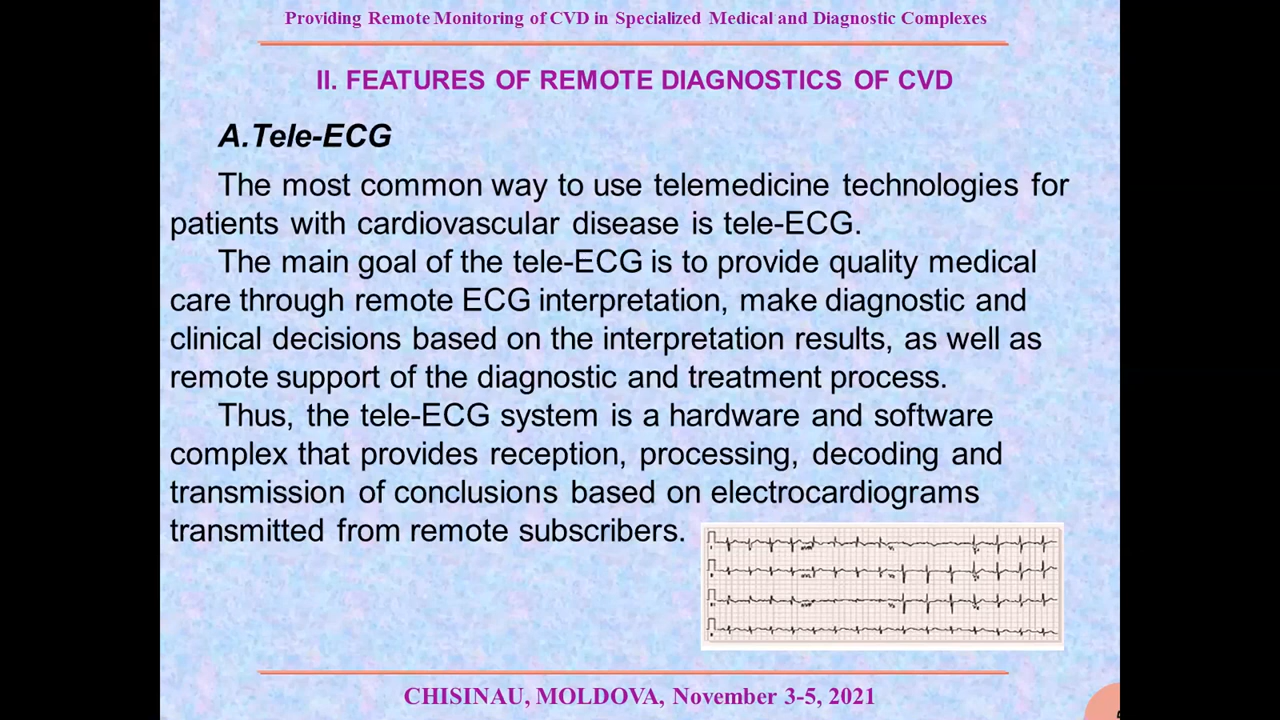 Providing Remote Monitoring of CVD in Specialized Medical and Diagnostic Complexes
II. FEATURES OF REMOTE DIAGNOSTICS OF CVD
A.Tele-ECG
The most common way to use telemedicine technologies for
patients with cardiovascular disease is tele-ECG.
The main goal of the tele-ECG is to provide quality medical
care through remote ECG interpretation, make diagnostic and
clinical decisions based on the interpretation results, as well as
remote support of the diagnostic and treatment process.
Thus, the tele-ECG system is a hardware and software
complex that provides reception, processing, decoding and
transmission of conclusions based on electrocardiograms
transmitted from remote subscribers.
CHISINAU, MOLDOVA, November 3-5, 2021